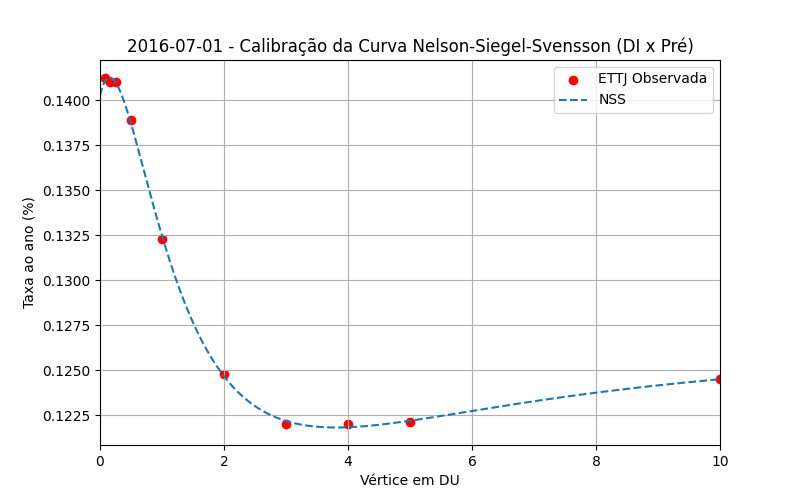 2016-07-01 - Calibração da Curva Nelson-Siegel-Svensson (DI x Pré)
ETTJ Observada
NSS
0.1400
0.1375
0.1350
0.1325
0.1300
0.1275
0.1250
0.1225
Taxa ao ano (%)
0 2 4 6 8 10
Vértice em DU